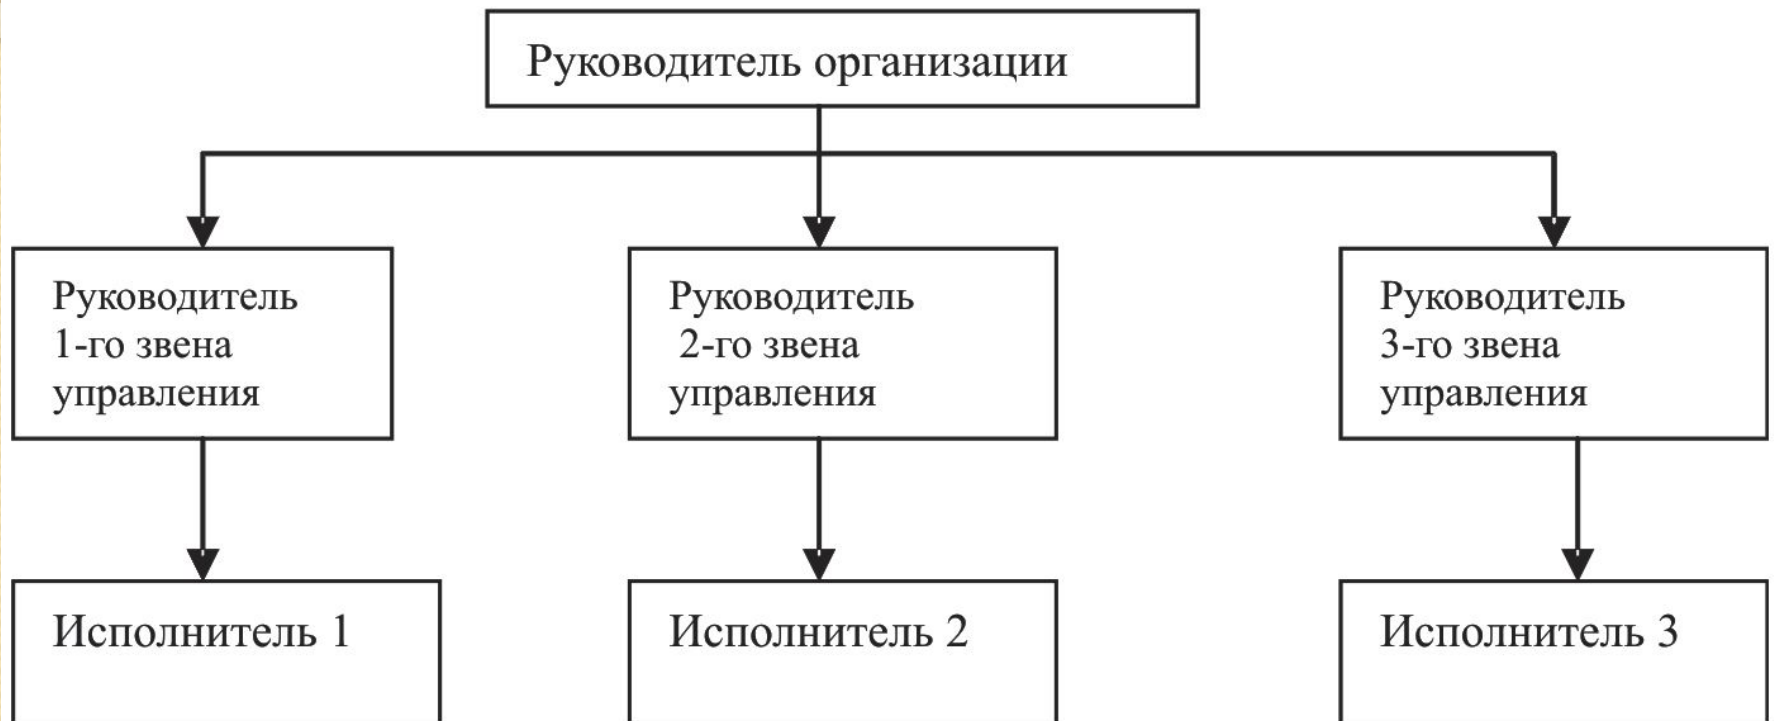 Руководитель организации
Руководитель
1-го звена
управления
Руководитель
2-го звена
управления
Руководитель
3-го звена
управления
Исполнитель 1
Исполнитель 2
Исполнитель 3